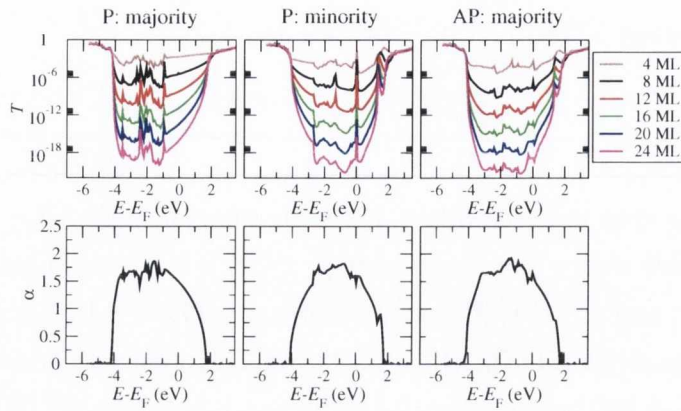 P: majority P: minority AP: majority
1
10^-6
10^-12
10^-18
T
4 ML
8 ML
12 ML
16 ML
20 ML
24 ML
-6 -4 -2 0 2 -6 -4 -2 0 2 -6 -4 -2 0 2
E-E_F (eV) E-E_F (eV) E-E_F (eV)
2.5
2
1.5
1
0.5
0
α
-6 -4 -2 0 2 -6 -4 -2 0 2 -6 -4 -2 0 2
E-E_F (eV) E-E_F (eV) E-E_F (eV)